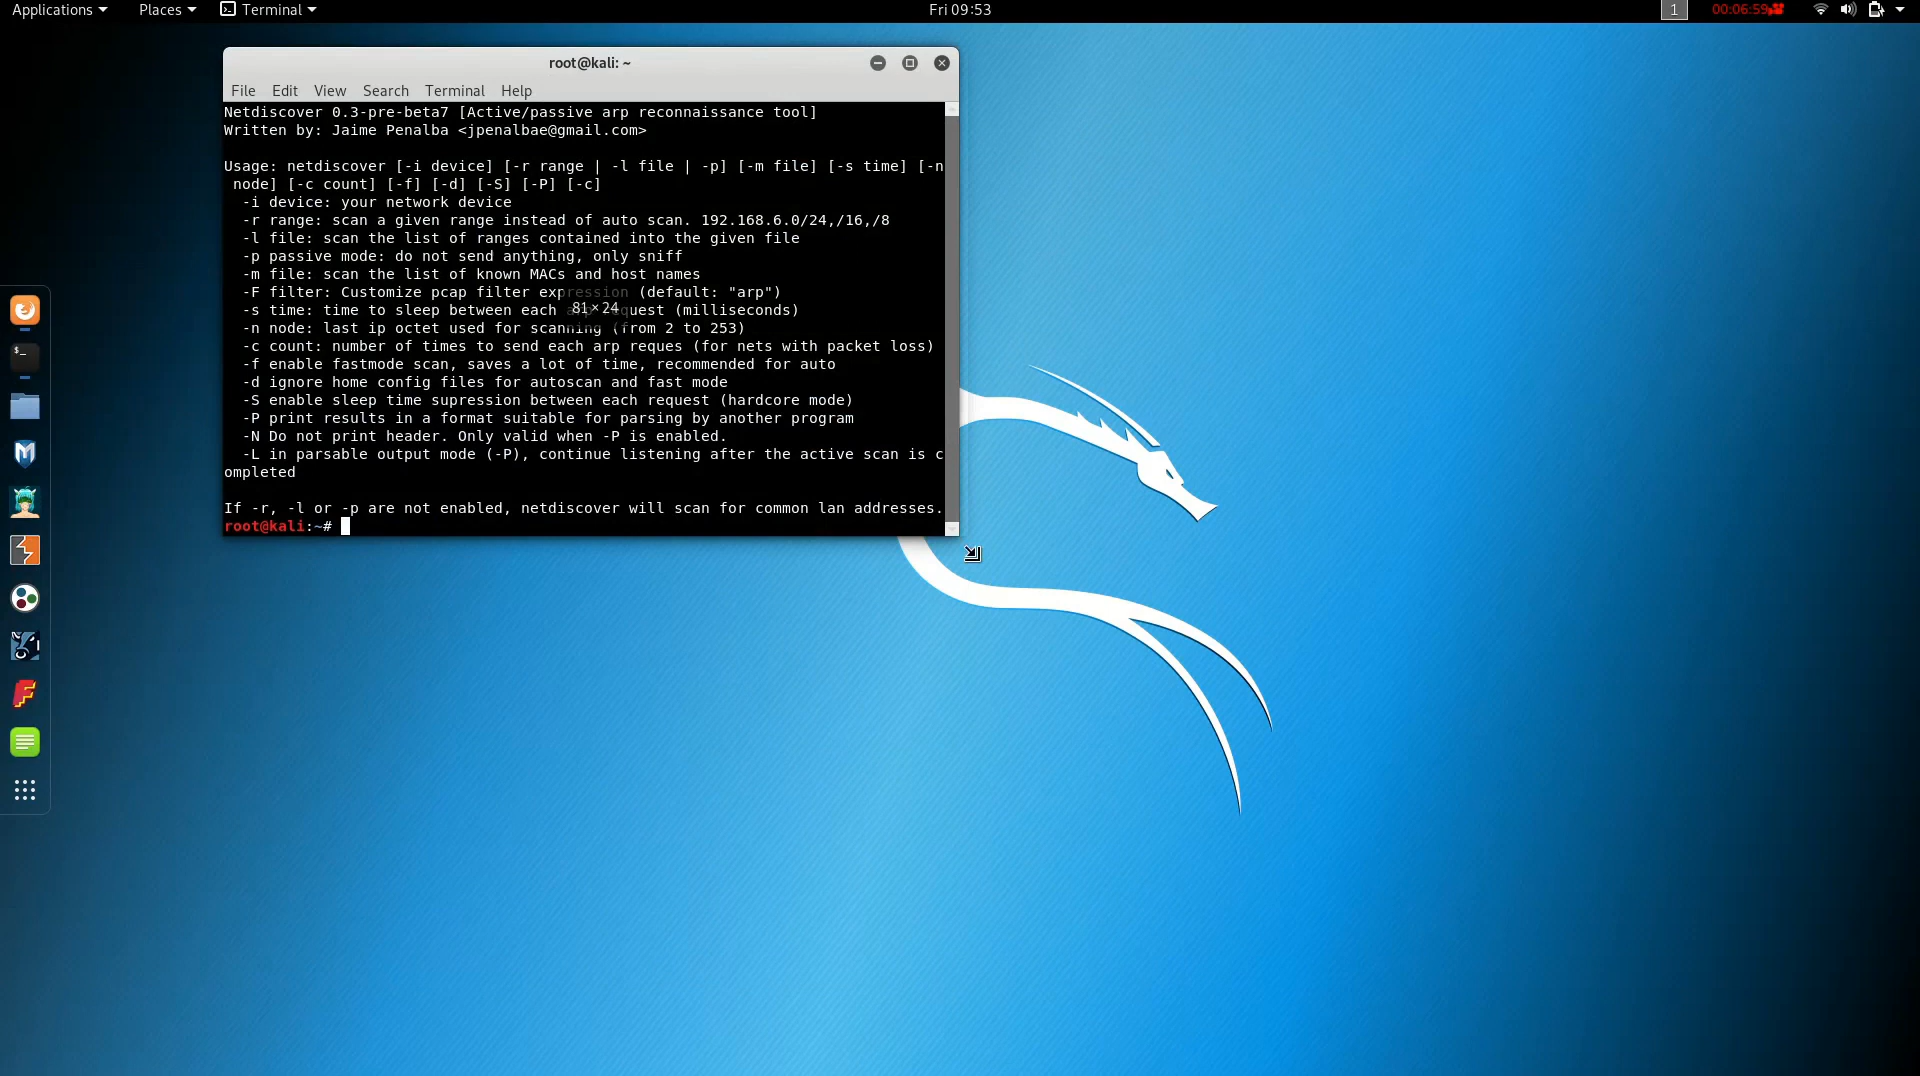 Applications Places Terminal Fri 09:53 1 00:06:59
root@kali: ~
File Edit View Search Terminal Help
Netdiscover 0.3-pre-beta7 [Active/passive arp reconnaissance tool]
Written by: Jaime Penalba <jpenalbae@gmail.com>
Usage: netdiscover [-i device] [-r range | -l file | -p] [-m file] [-s time] [-n
 node] [-c count] [-f] [-d] [-S] [-P] [-c]
  -i device: your network device
  -r range: scan a given range instead of auto scan. 192.168.6.0/24,/16,/8
  -l file: scan the list of ranges contained into the given file
  -p passive mode: do not send anything, only sniff
  -m file: scan the list of known MACs and host names
  -F filter: Customize pcap filter expression (default: "arp")
  -s time: time to sleep between each arp request (milliseconds)
81 × 24
  -n node: last ip octet used for scanning (from 2 to 253)
  -c count: number of times to send each arp reques (for nets with packet loss)
  -f enable fastmode scan, saves a lot of time, recommended for auto
  -d ignore home config files for autoscan and fast mode
  -S enable sleep time supression between each request (hardcore mode)
  -P print results in a format suitable for parsing by another program
  -N Do not print header. Only valid when -P is enabled.
  -L in parsable output mode (-P), continue listening after the active scan is c
ompleted
If -r, -l or -p are not enabled, netdiscover will scan for common lan addresses.
root@kali:~#